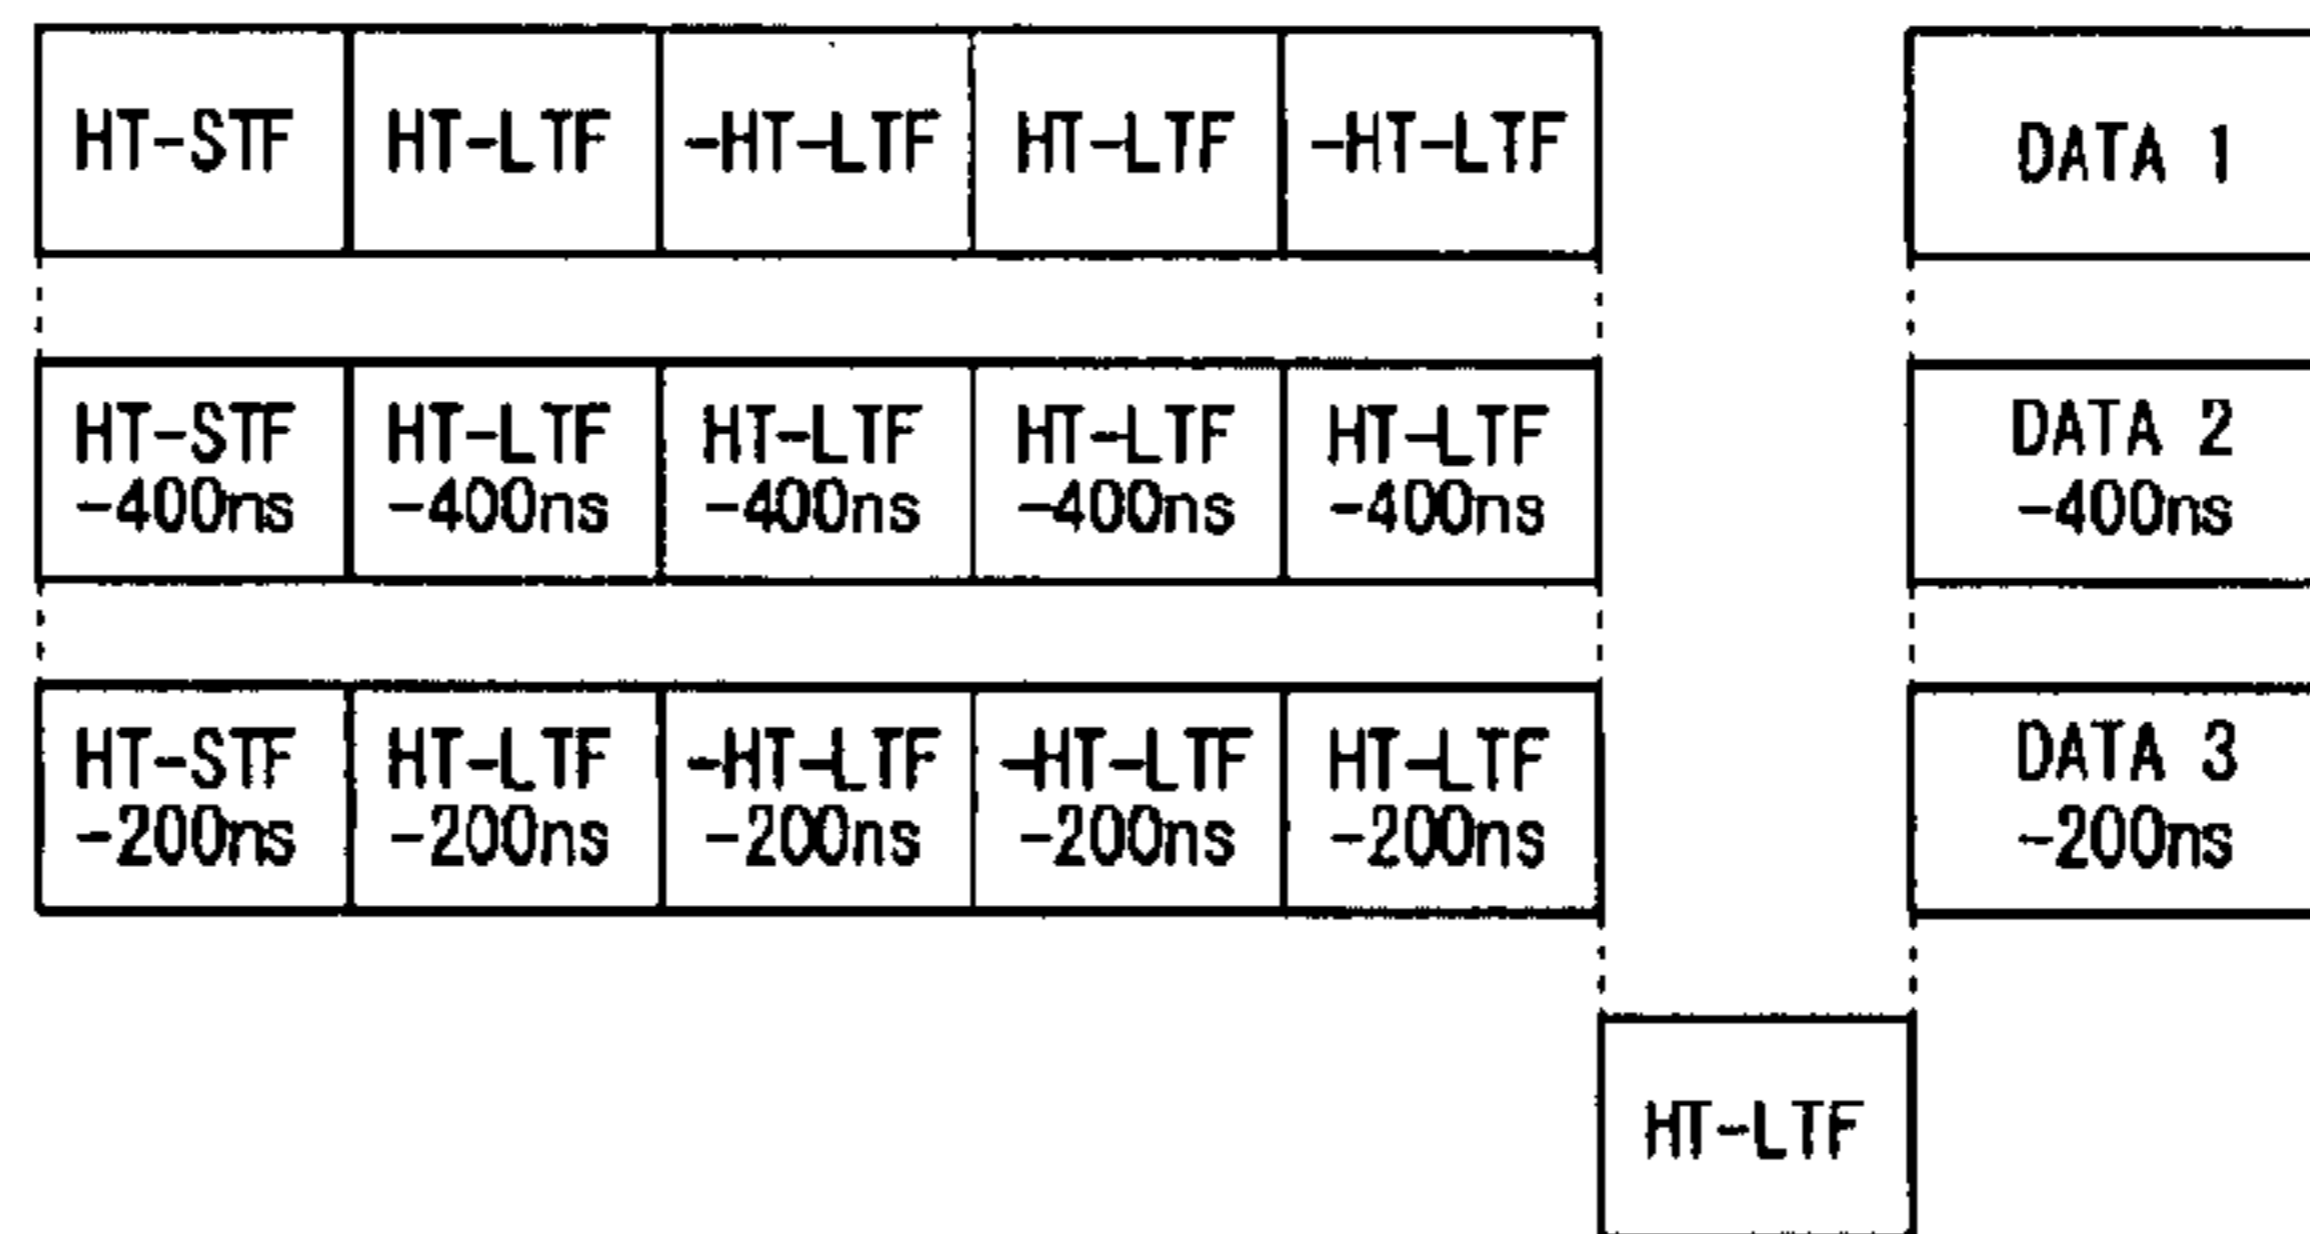 HT-STF HT-LTF -HT-LTF HT-LTF -HT-LTF DATA 1
HT-STF HT-LTF HT-LTF HT-LTF HT-LTF DATA 2
-400ns -400ns -400ns -400ns -400ns -400ns
HT-STF HT-LTF -HT-LTF -HT-LTF HT-LTF DATA 3
-200ns -200ns -200ns -200ns -200ns -200ns
HT-LTF